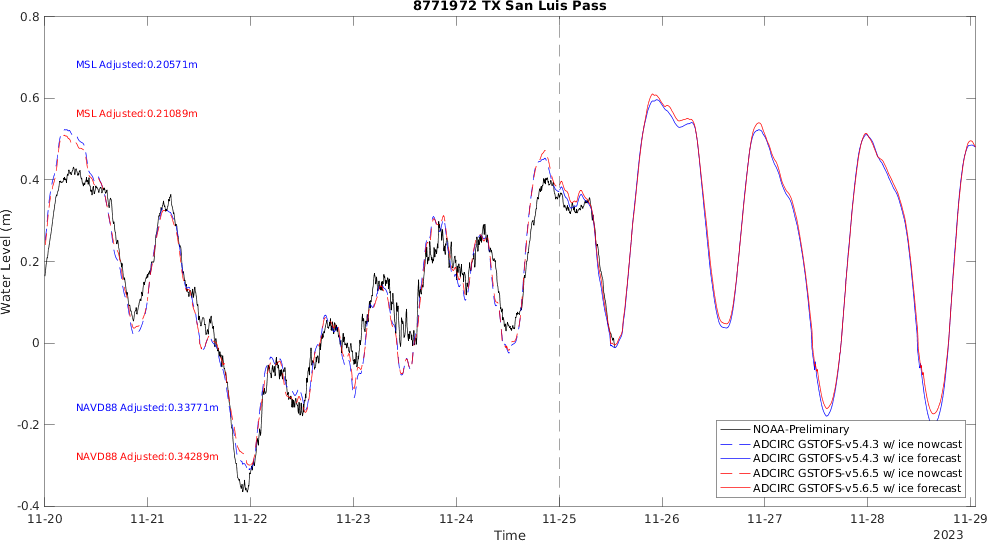 8771972 TX San Luis Pass
0.8
MSL Adjusted:0.20571m
0.6
MSL Adjusted:0.21089m
0.4
0.2
Water Level (m)
0
NAVD88 Adjusted:0.33771m
-0.2
NAVD88 Adjusted:0.34289m
-0.4
NOAA-Preliminary
ADCIRC GSTOFS-v5.4.3 w/ ice nowcast
ADCIRC GSTOFS-v5.4.3 w/ ice forecast
ADCIRC GSTOFS-v5.6.5 w/ ice nowcast
ADCIRC GSTOFS-v5.6.5 w/ ice forecast
11-20 11-21 11-22 11-23 11-24 11-25 11-26 11-27 11-28 11-29
Time
2023